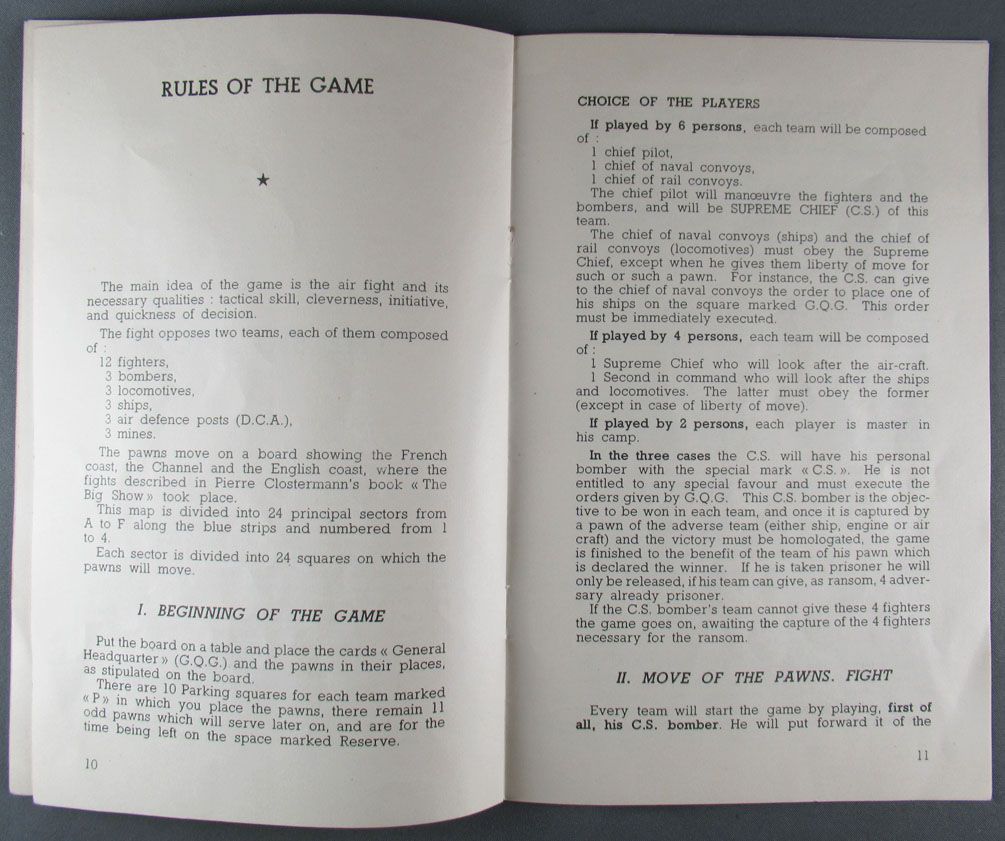 RULES OF THE GAME
★
The main idea of the game is the air fight and its
necessary qualities : tactical skill, cleverness, initiative,
and quickness of decision.
The fight opposes two teams, each of them composed
of :
12 fighters,
3 bombers,
3 locomotives,
3 ships,
3 air defence posts (D.C.A.),
3 mines.
The pawns move on a board showing the French
coast, the Channel and the English coast, where the
fights described in Pierre Clostermann's book « The
Big Show » took place.
This map is divided into 24 principal sectors from
A to F along the blue strips and numbered from 1
to 4.
Each sector is divided into 24 squares on which the
pawns will move.
I. BEGINNING OF THE GAME
Put the board on a table and place the cards « General
Headquarter » (G.Q.G.) and the pawns in their places,
as stipulated on the board.
There are 10 Parking squares for each team marked
« P » in which you place the pawns, there remain 11
odd pawns which will serve later on, and are for the
time being left on the space marked Reserve.
10
CHOICE OF THE PLAYERS
If played by 6 persons, each team will be composed
of :
1 chief pilot,
1 chief of naval convoys,
1 chief of rail convoys.
The chief pilot will manœuvre the fighters and the
bombers, and will be SUPREME CHIEF (C.S.) of this
team.
The chief of naval convoys (ships) and the chief of
rail convoys (locomotives) must obey the Supreme
Chief, except when he gives them liberty of move for
such or such a pawn. For instance, the C.S. can give
to the chief of naval convoys the order to place one of
his ships on the square marked G.Q.G. This order
must be immediately executed.
If played by 4 persons, each team will be composed
of :
1 Supreme Chief who will look after the air-craft.
1 Second in command who will look after the ships
and locomotives. The latter must obey the former
(except in case of liberty of move).
If played by 2 persons, each player is master in
his camp.
In the three cases the C.S. will have his personal
bomber with the special mark « C.S. ». He is not
entitled to any special favour and must execute the
orders given by G.Q.G. This C.S. bomber is the objec-
tive to be won in each team, and once it is captured by
a pawn of the adverse team (either ship, engine or air
craft) and the victory must be homologated, the game
is finished to the benefit of the team of his pawn which
is declared the winner. If he is taken prisoner he will
only be released, if his team can give, as ransom, 4 adver-
sary already prisoner.
If the C.S. bomber's team cannot give these 4 fighters
the game goes on, awaiting the capture of the 4 fighters
necessary for the ransom.
II. MOVE OF THE PAWNS. FIGHT
Every team will start the game by playing, first of
all, his C.S. bomber. He will put forward it of the
11